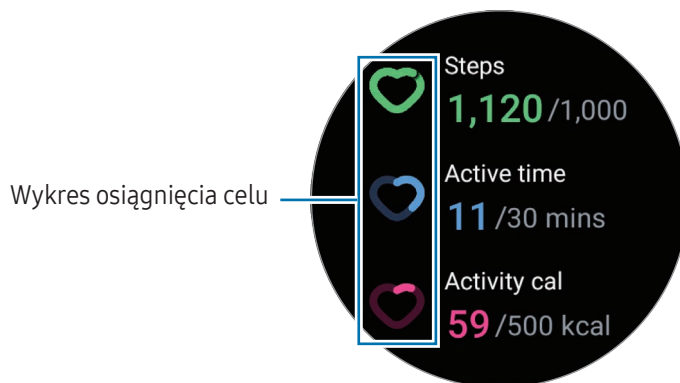 Steps
1,120/1,000
Wykres osiągnięcia celu
Active time
11/30 mins
Activity cal
59/500 kcal